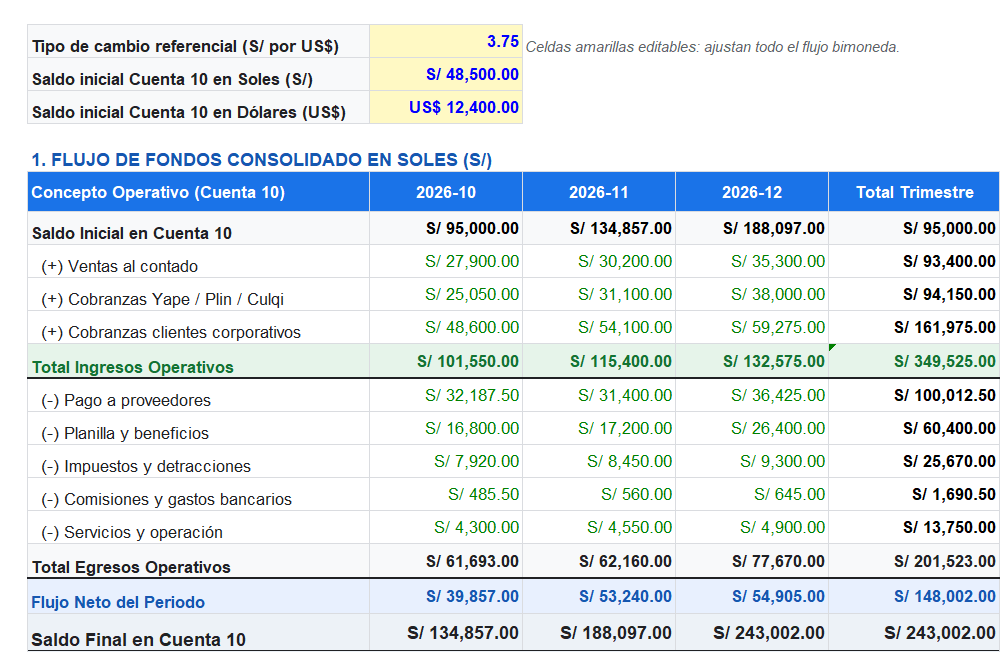 Tipo de cambio referencial (S/ por US$) 3.75 Celdas amarillas editables: ajustan todo el flujo bimoneda.
Saldo inicial Cuenta 10 en Soles (S/) S/ 48,500.00
Saldo inicial Cuenta 10 en Dólares (US$) US$ 12,400.00
1. FLUJO DE FONDOS CONSOLIDADO EN SOLES (S/)
Concepto Operativo (Cuenta 10) 2026-10 2026-11 2026-12 Total Trimestre
Saldo Inicial en Cuenta 10 S/ 95,000.00 S/ 134,857.00 S/ 188,097.00 S/ 95,000.00
(+) Ventas al contado S/ 27,900.00 S/ 30,200.00 S/ 35,300.00 S/ 93,400.00
(+) Cobranzas Yape / Plin / Culqi S/ 25,050.00 S/ 31,100.00 S/ 38,000.00 S/ 94,150.00
(+) Cobranzas clientes corporativos S/ 48,600.00 S/ 54,100.00 S/ 59,275.00 S/ 161,975.00
Total Ingresos Operativos S/ 101,550.00 S/ 115,400.00 S/ 132,575.00 S/ 349,525.00
(-) Pago a proveedores S/ 32,187.50 S/ 31,400.00 S/ 36,425.00 S/ 100,012.50
(-) Planilla y beneficios S/ 16,800.00 S/ 17,200.00 S/ 26,400.00 S/ 60,400.00
(-) Impuestos y detracciones S/ 7,920.00 S/ 8,450.00 S/ 9,300.00 S/ 25,670.00
(-) Comisiones y gastos bancarios S/ 485.50 S/ 560.00 S/ 645.00 S/ 1,690.50
(-) Servicios y operación S/ 4,300.00 S/ 4,550.00 S/ 4,900.00 S/ 13,750.00
Total Egresos Operativos S/ 61,693.00 S/ 62,160.00 S/ 77,670.00 S/ 201,523.00
Flujo Neto del Periodo S/ 39,857.00 S/ 53,240.00 S/ 54,905.00 S/ 148,002.00
Saldo Final en Cuenta 10 S/ 134,857.00 S/ 188,097.00 S/ 243,002.00 S/ 243,002.00